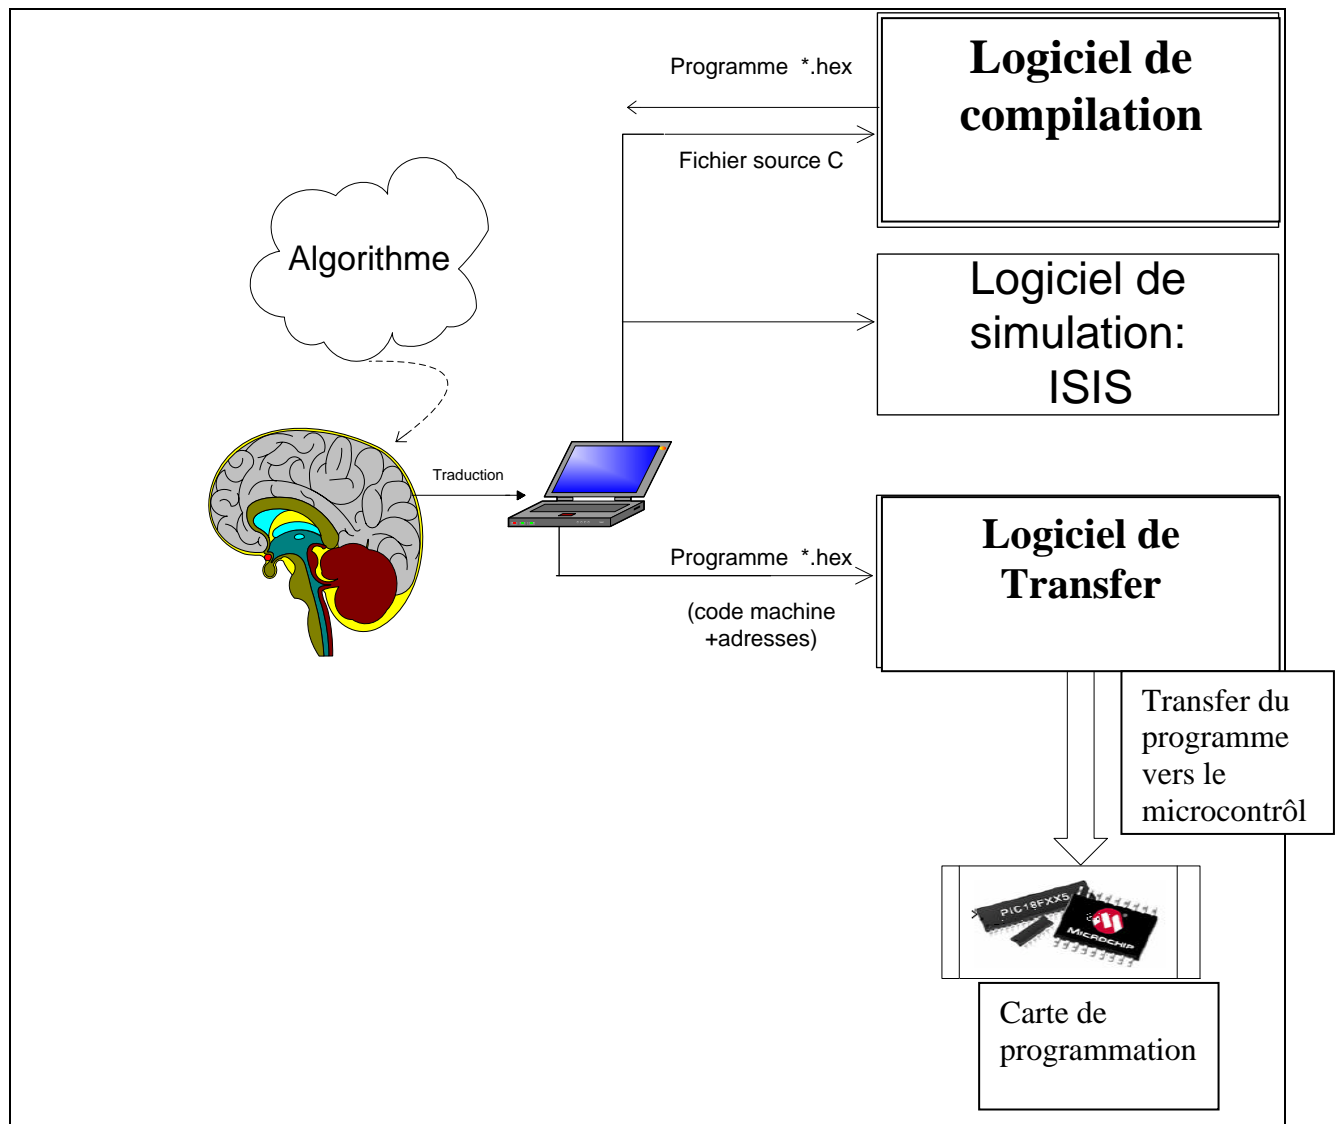 Programme *.hex
Logiciel de
compilation
Fichier source C
Algorithme
Logiciel de
simulation:
ISIS
Traduction
Programme *.hex
(code machine
+adresses)
Logiciel de
Transfer
Transfer du
programme
vers le
microcontrôl
PIC18FXX5
MICROCHIP
Carte de
programmation